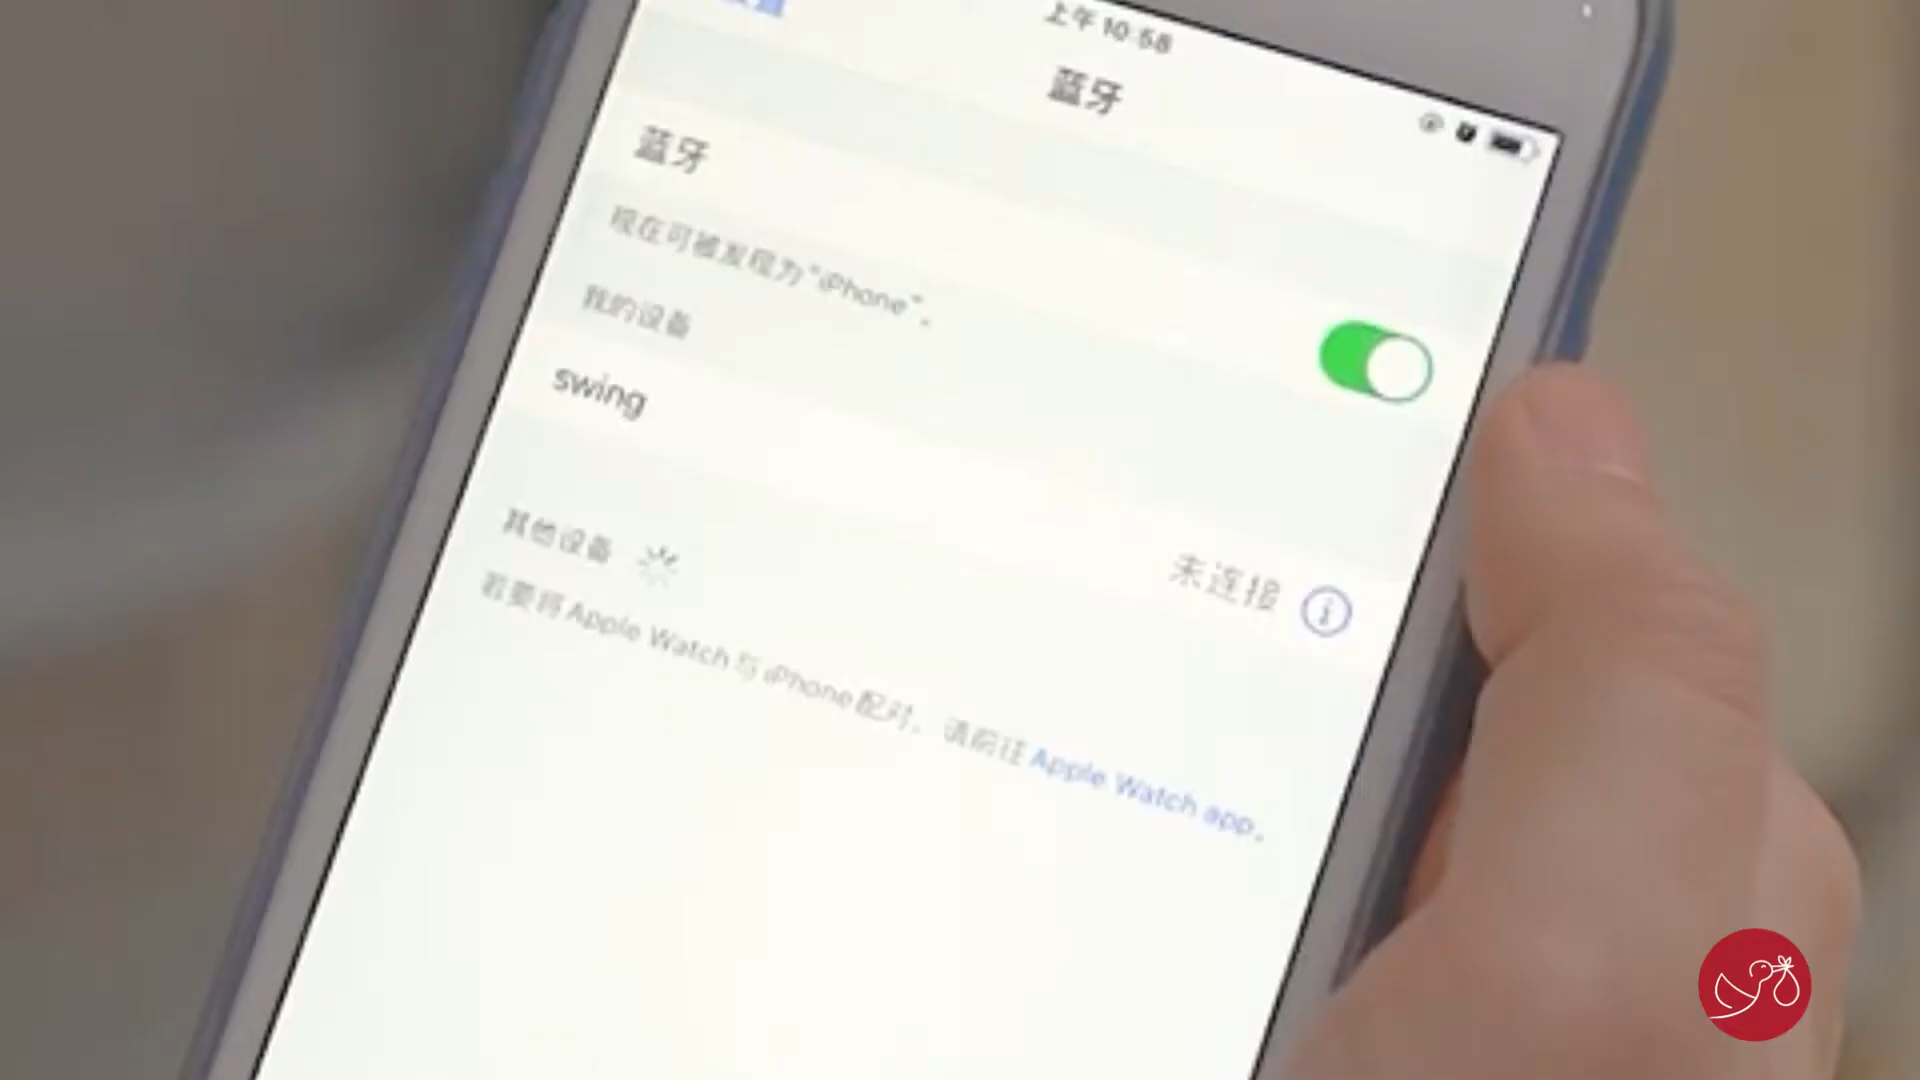 上午 10:58
蓝牙
蓝牙
现在可被发现为“iPhone”。
我的设备
swing
未连接
其他设备
若要将 Apple Watch 与 iPhone 配对，请前往 Apple Watch app。